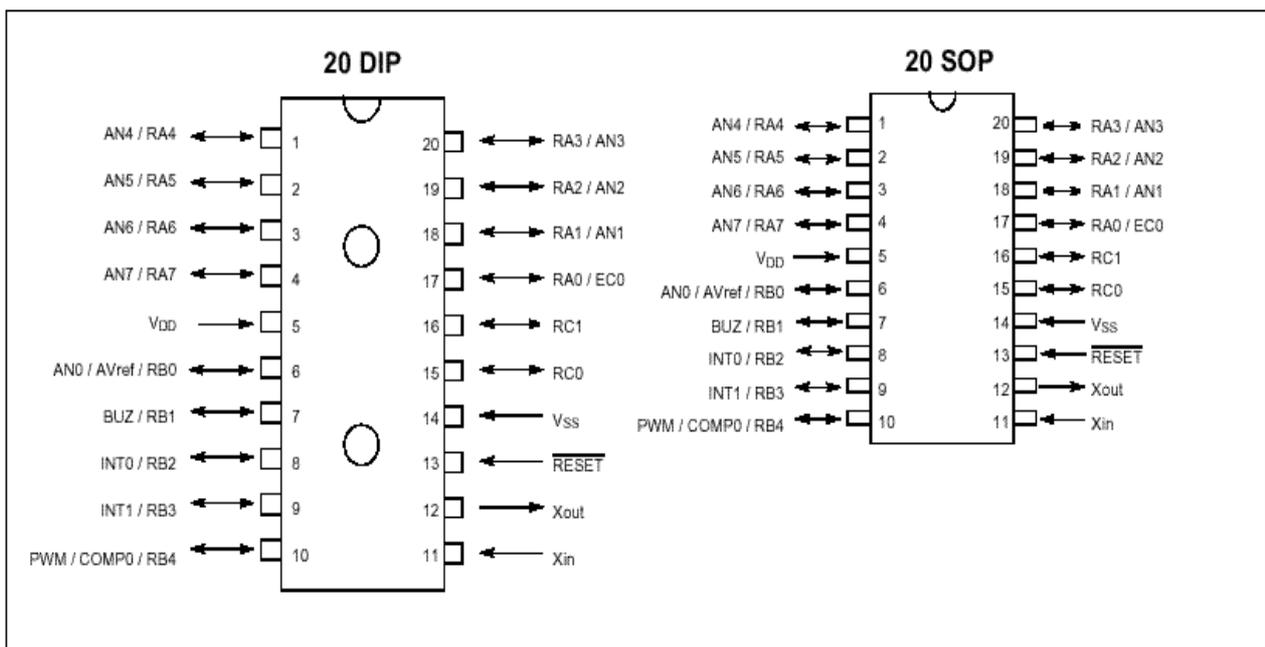 20 DIP
AN4 / RA4
1
20
RA3 / AN3
AN5 / RA5
2
19
RA2 / AN2
AN6 / RA6
3
18
RA1 / AN1
AN7 / RA7
4
17
RA0 / EC0
VDD
5
16
RC1
AN0 / AVref / RB0
6
15
RC0
BUZ / RB1
7
14
VSS
INT0 / RB2
8
13
RESET
INT1 / RB3
9
12
Xout
PWM / COMP0 / RB4
10
11
Xin
20 SOP
AN4 / RA4
1
20
RA3 / AN3
AN5 / RA5
2
19
RA2 / AN2
AN6 / RA6
3
18
RA1 / AN1
AN7 / RA7
4
17
RA0 / EC0
VDD
5
16
RC1
AN0 / AVref / RB0
6
15
RC0
BUZ / RB1
7
14
VSS
INT0 / RB2
8
13
RESET
INT1 / RB3
9
12
Xout
PWM / COMP0 / RB4
10
11
Xin